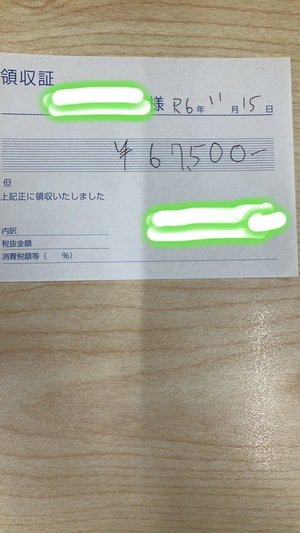 領収証
様 R6年 11月 15日
¥67,500-
但
上記正に領収いたしました
内訳
税抜金額
消費税額等(　%)